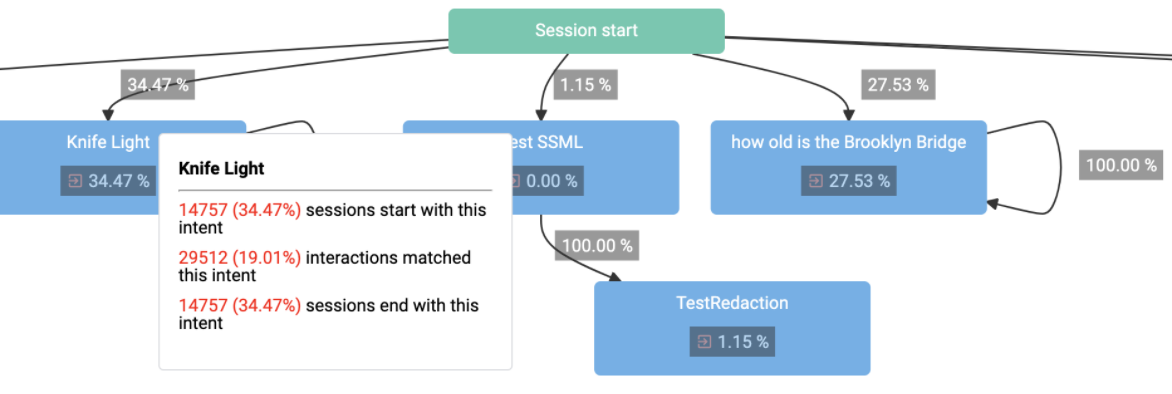 Session start
34.47 %
1.15 %
27.53 %
Knife Light
est SSML
how old is the Brooklyn Bridge
34.47 %
0.00 %
27.53 %
100.00 %
Knife Light
14757 (34.47%) sessions start with this
intent
29512 (19.01%) interactions matched
this intent
14757 (34.47%) sessions end with this
intent
100.00 %
TestRedaction
1.15 %